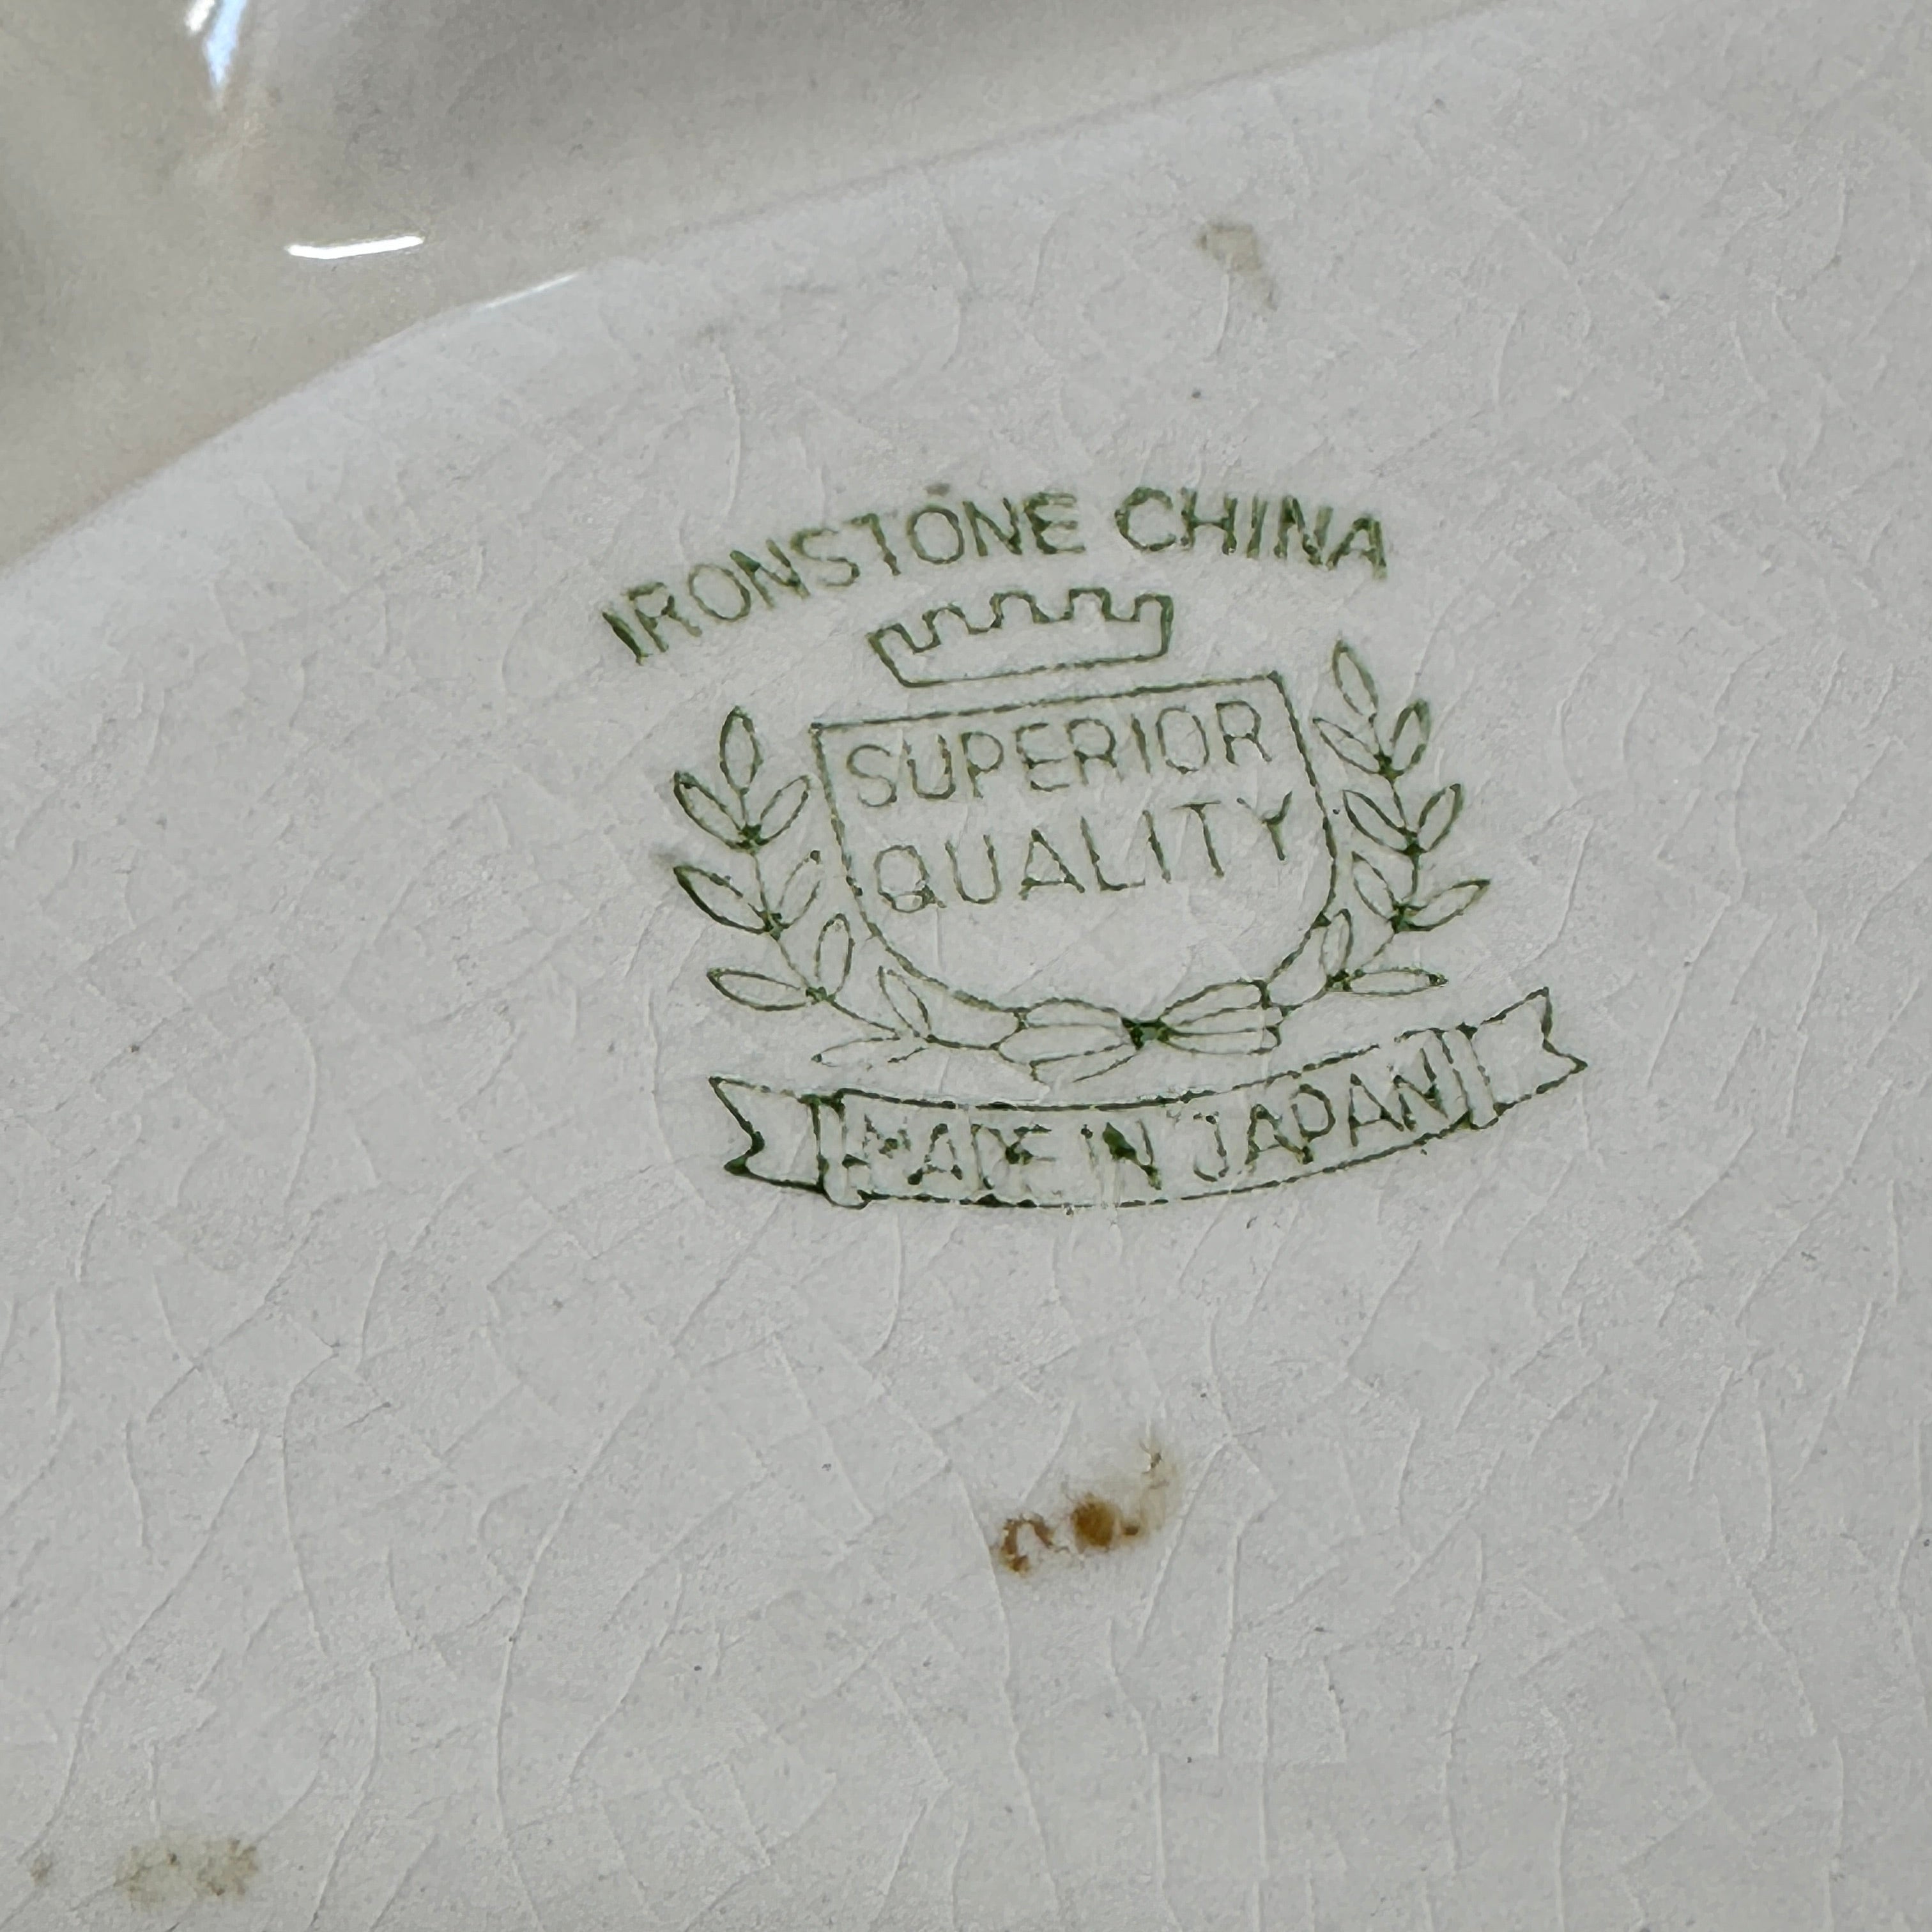 IRONSTONE CHINA
SUPERIOR
QUALITY
MADE IN JAPAN